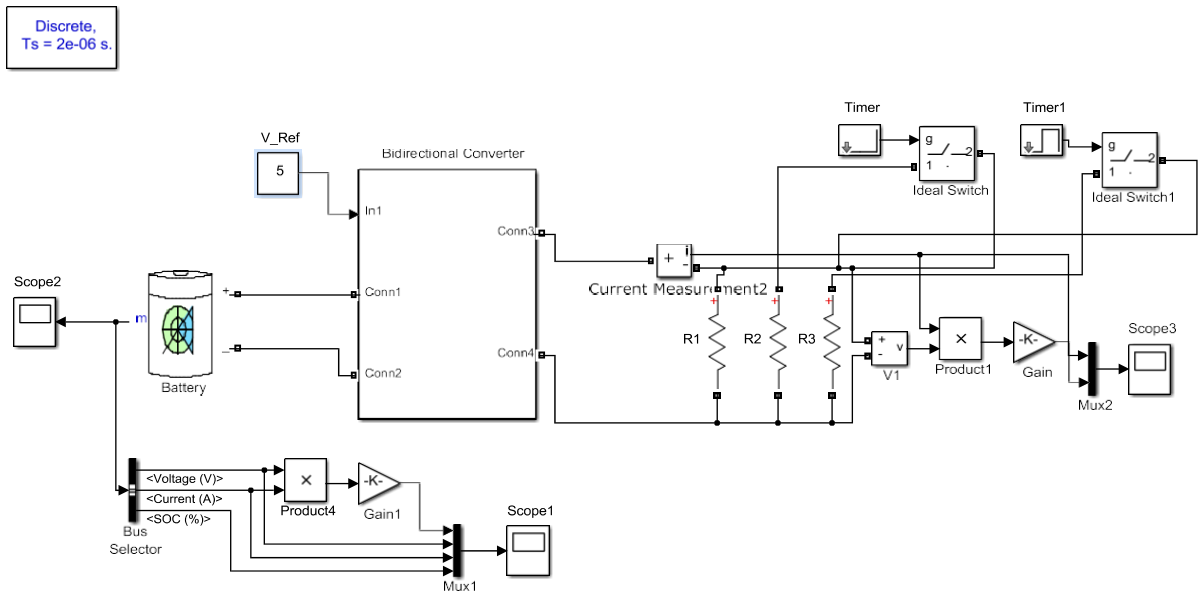 Discrete,
Ts = 2e-06 s.
Timer
Timer1
V_Ref
5
Bidirectional Converter
g
1
2
Ideal Switch
g
1
2
Ideal Switch1
In1
Conn3
Conn1
Conn4
Conn2
Scope2
m
+
_
Battery
+
i
-
Current Measurement2
+
+
+
R1
R2
R3
+
-
v
V1
×
Product1
-K-
Gain
Mux2
Scope3
<Voltage (V)>
<Current (A)>
<SOC (%)>
Bus
Selector
×
Product4
-K-
Gain1
Mux1
Scope1